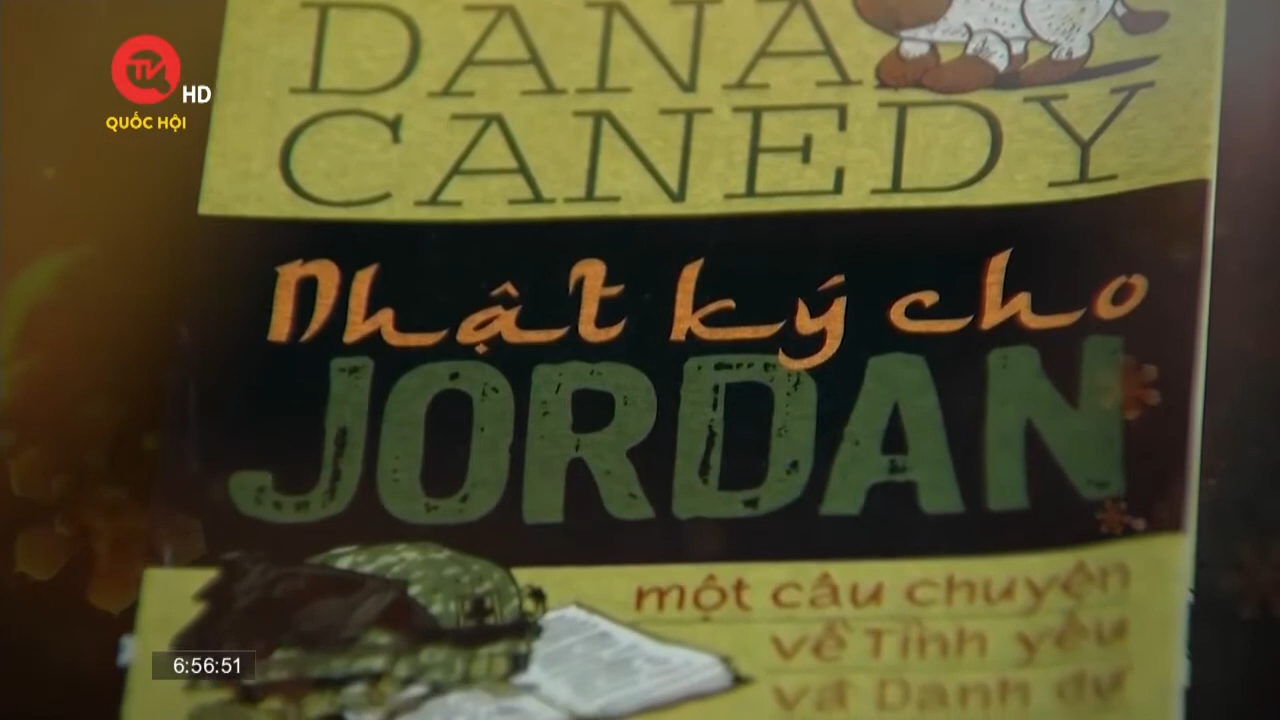 TV
HD
QUỐC HỘI
DANA
CANEDY
Nhật ký cho
JORDAN
một câu chuyện
về Tình yêu
và Danh dự
6:56:51